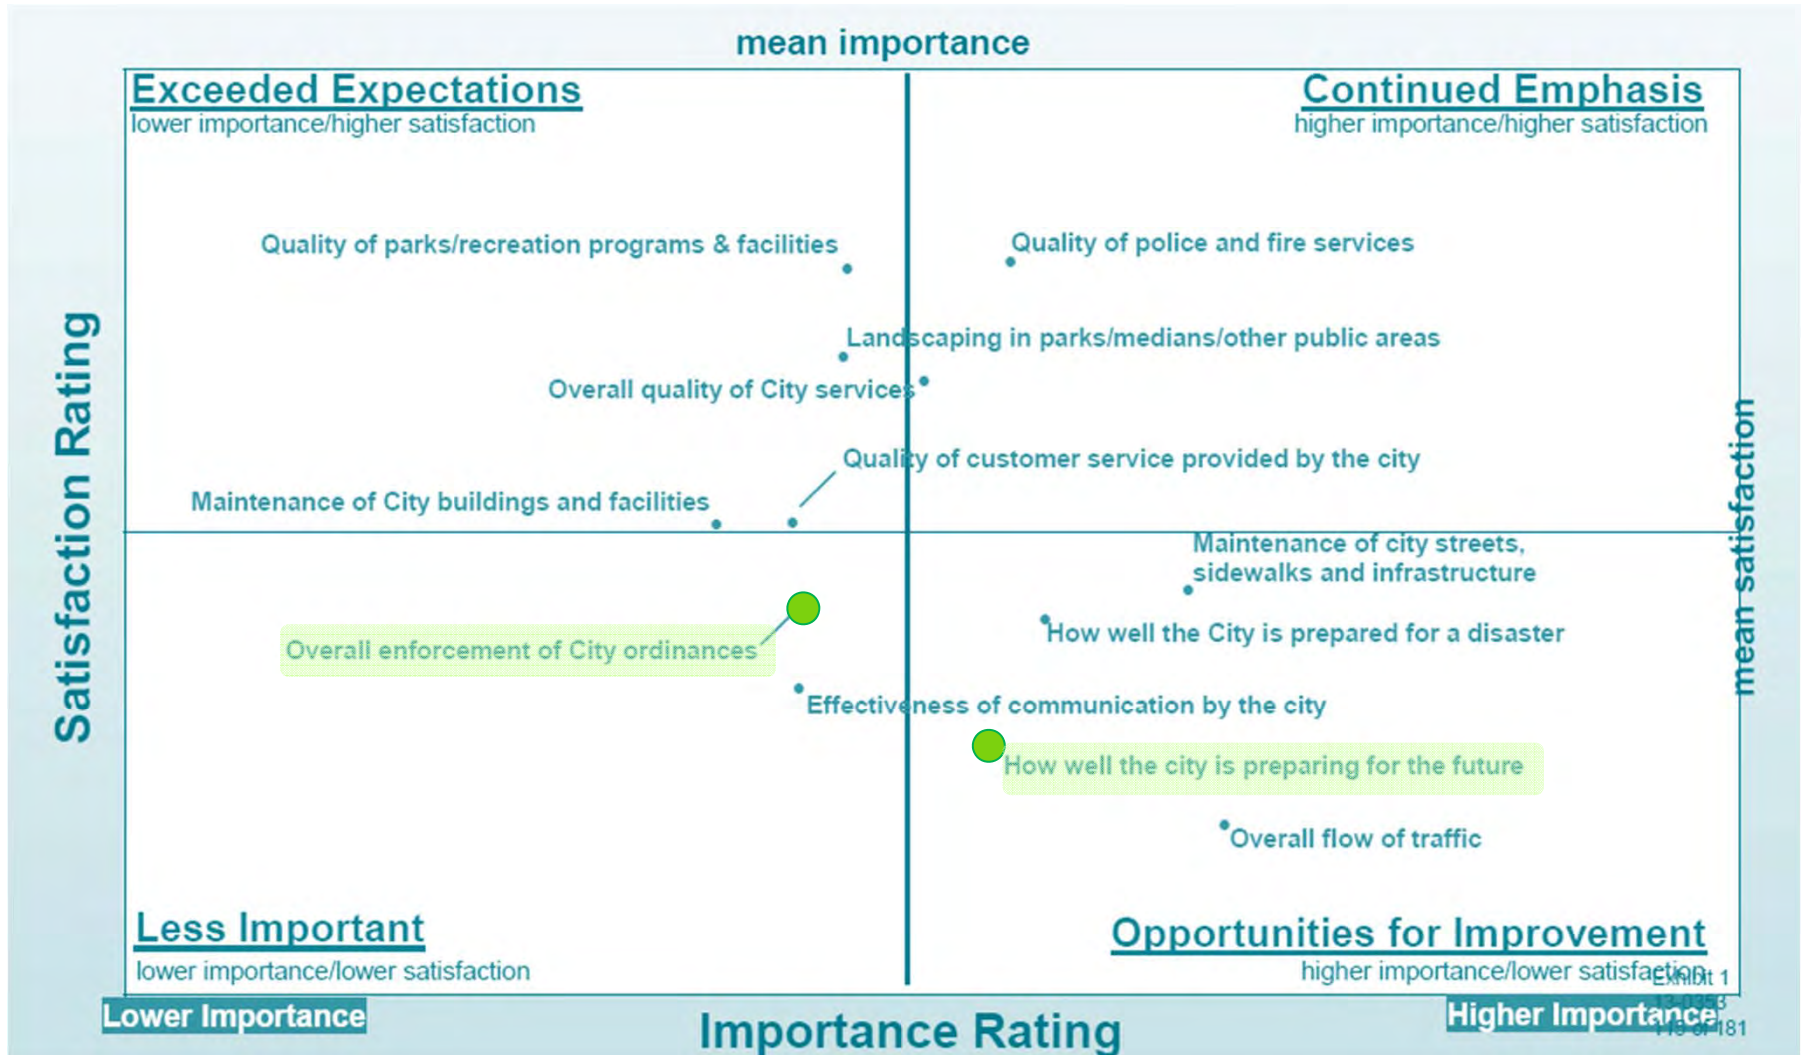 mean importance
Exceeded Expectations
lower importance/higher satisfaction
Continued Emphasis
higher importance/higher satisfaction
Quality of parks/recreation programs & facilities
Quality of police and fire services
Landscaping in parks/medians/other public areas
Overall quality of City services
Quality of customer service provided by the city
Maintenance of City buildings and facilities
Satisfaction Rating
mean satisfaction
Maintenance of city streets,
sidewalks and infrastructure
How well the City is prepared for a disaster
Overall enforcement of City ordinances
Effectiveness of communication by the city
How well the city is preparing for the future
Overall flow of traffic
Less Important
lower importance/lower satisfaction
Opportunities for Improvement
higher importance/lower satisfaction
Exhibit 1
13-0353
Lower Importance
Importance Rating
Higher Importance
of 181